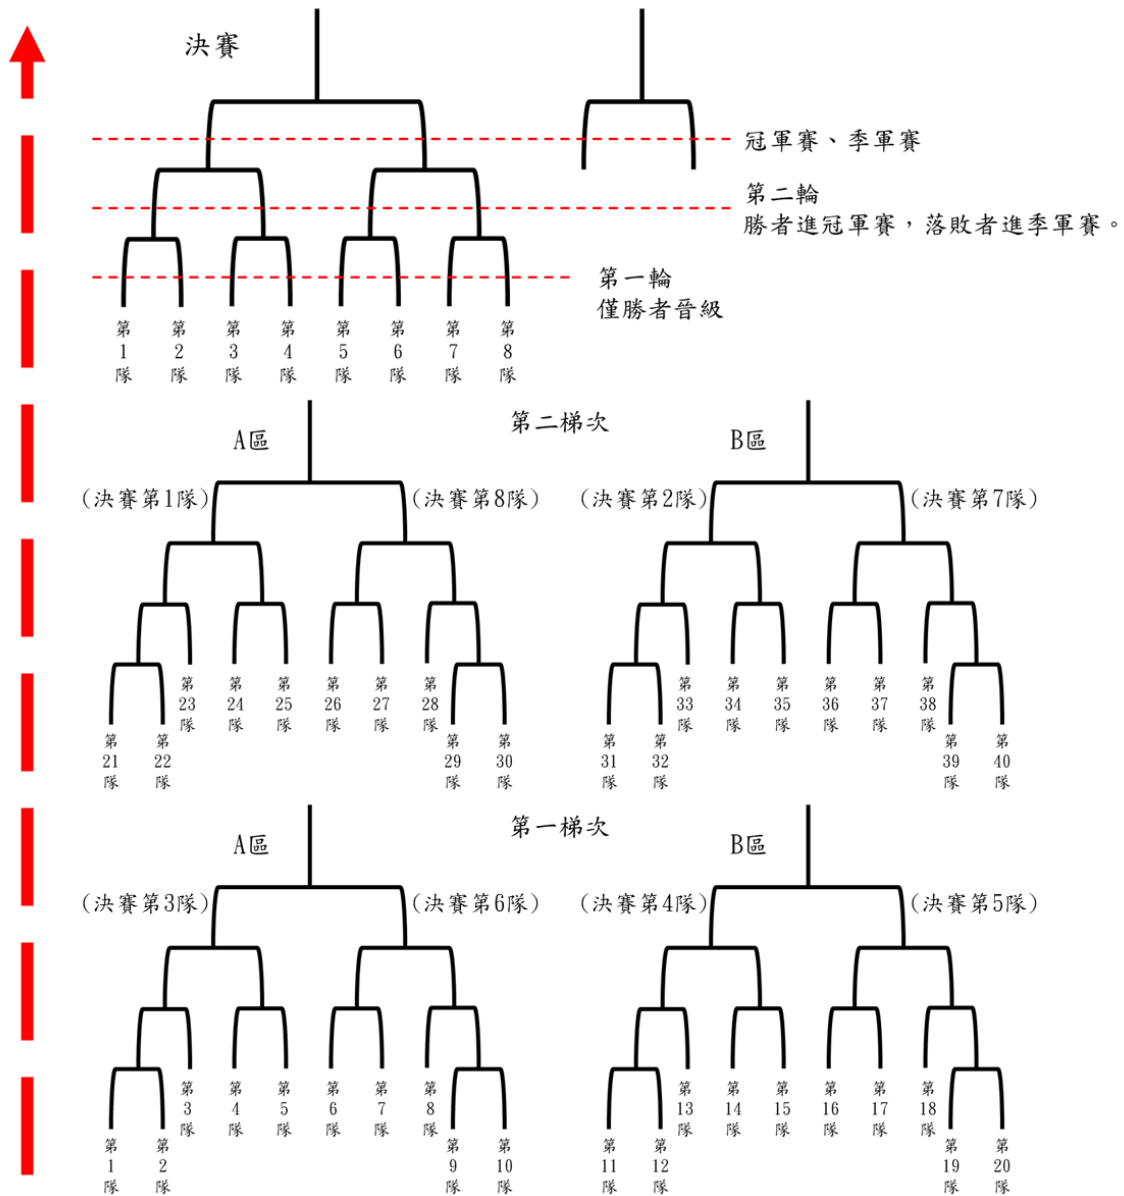 決賽
冠軍賽、季軍賽
第二輪
勝者進冠軍賽，落敗者進季軍賽。
第一輪
僅勝者晉級
第1隊
第2隊
第3隊
第4隊
第5隊
第6隊
第7隊
第8隊
第二梯次
A區
B區
(決賽第1隊)
(決賽第8隊)
(決賽第2隊)
(決賽第7隊)
第21隊
第22隊
第23隊
第24隊
第25隊
第26隊
第27隊
第28隊
第29隊
第30隊
第31隊
第32隊
第33隊
第34隊
第35隊
第36隊
第37隊
第38隊
第39隊
第40隊
第一梯次
A區
B區
(決賽第3隊)
(決賽第6隊)
(決賽第4隊)
(決賽第5隊)
第1隊
第2隊
第3隊
第4隊
第5隊
第6隊
第7隊
第8隊
第9隊
第10隊
第11隊
第12隊
第13隊
第14隊
第15隊
第16隊
第17隊
第18隊
第19隊
第20隊